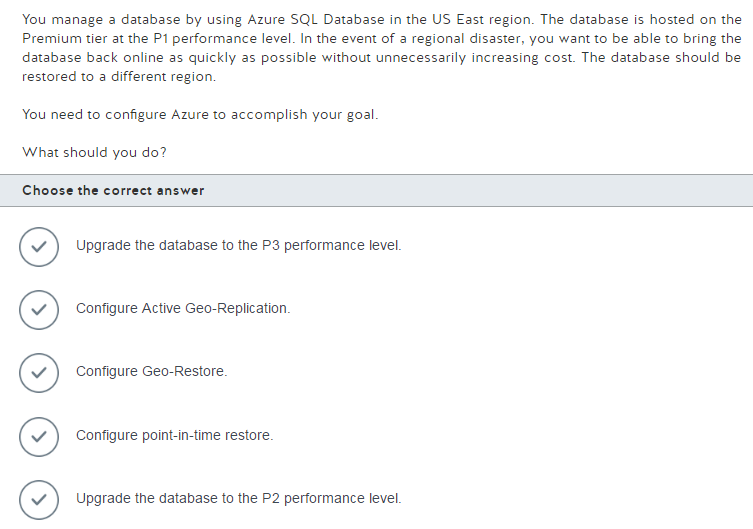 You manage a database by using Azure SQL Database in the US East region. The database is hosted on the
Premium tier at the P1 performance level. In the event of a regional disaster, you want to be able to bring the
database back online as quickly as possible without unnecessarily increasing cost. The database should be
restored to a different region.
You need to configure Azure to accomplish your goal.
What should you do?
Choose the correct answer
Upgrade the database to the P3 performance level.
Configure Active Geo-Replication.
Configure Geo-Restore.
Configure point-in-time restore.
Upgrade the database to the P2 performance level.